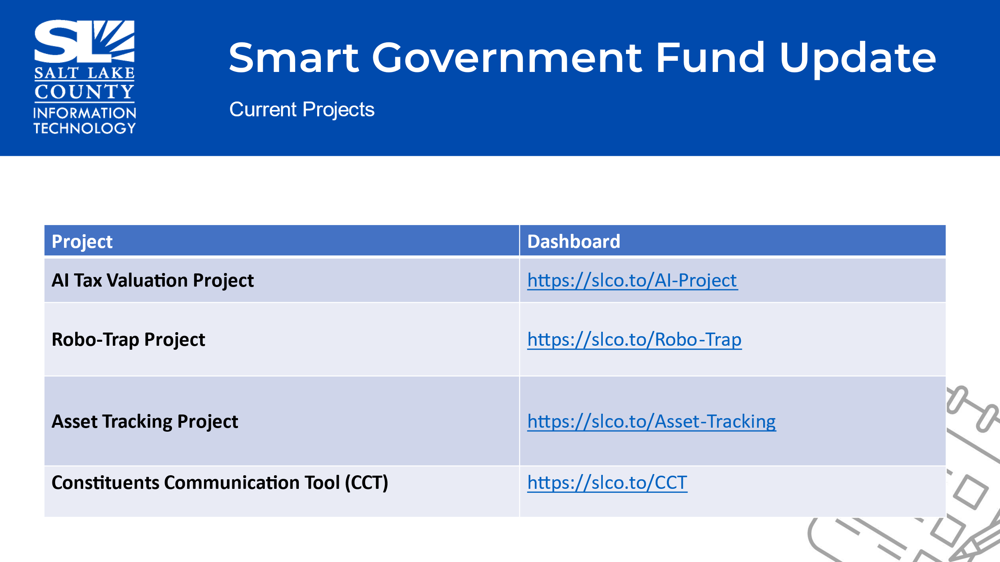 SL
SALT LAKE
COUNTY
INFORMATION
TECHNOLOGY
Smart Government Fund Update
Current Projects
Project Dashboard
AI Tax Valuation Project https://slco.to/AI-Project
Robo-Trap Project https://slco.to/Robo-Trap
Asset Tracking Project https://slco.to/Asset-Tracking
Constituents Communication Tool (CCT) https://slco.to/CCT